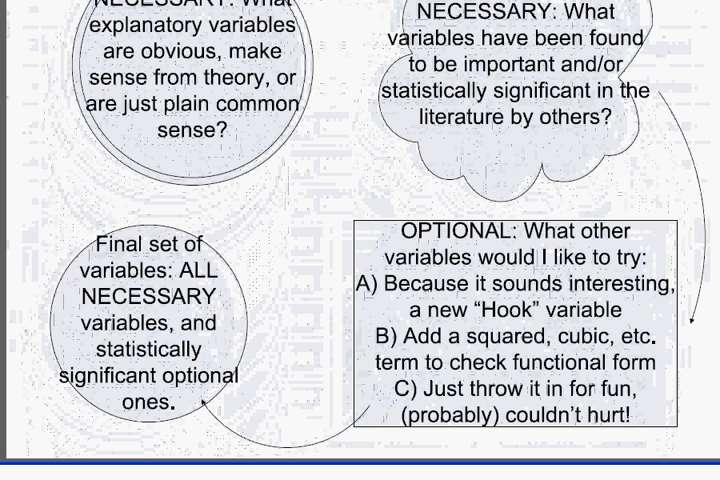 NECESSARY: What
explanatory variables
are obvious, make
sense from theory, or
are just plain common
sense?
NECESSARY: What
variables have been found
to be important and/or
statistically significant in the
literature by others?
Final set of
variables: ALL
NECESSARY
variables, and
statistically
significant optional
ones.
OPTIONAL: What other
variables would I like to try:
A) Because it sounds interesting,
a new “Hook” variable
B) Add a squared, cubic, etc.
term to check functional form
C) Just throw it in for fun,
(probably) couldn’t hurt!